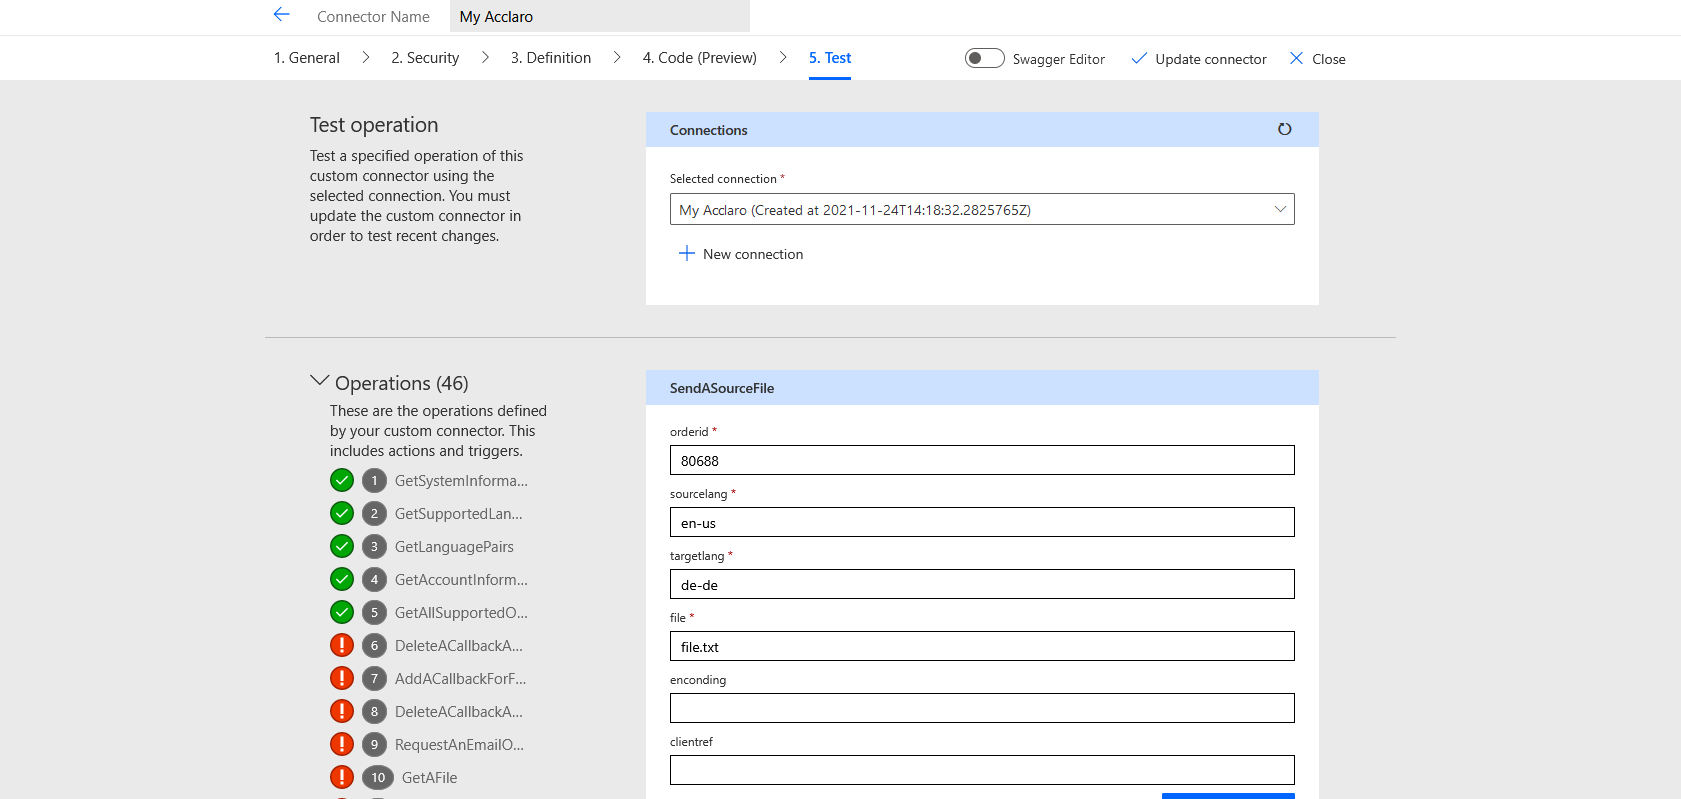 Connector Name
My Acclaro
1. General
2. Security
3. Definition
4. Code (Preview)
5. Test
Swagger Editor
Update connector
Close
Test operation
Test a specified operation of this
custom connector using the
selected connection. You must
update the custom connector in
order to test recent changes.
Connections
Selected connection *
My Acclaro (Created at 2021-11-24T14:18:32.2825765Z)
New connection
Operations (46)
These are the operations defined
by your custom connector. This
includes actions and triggers.
1 GetSystemInforma...
2 GetSupportedLan...
3 GetLanguagePairs
4 GetAccountInform...
5 GetAllSupportedO...
6 DeleteACallbackA...
7 AddACallbackForF...
8 DeleteACallbackA...
9 RequestAnEmailO...
10 GetAFile
SendASourceFile
orderid *
80688
sourcelang *
en-us
targetlang *
de-de
file *
file.txt
enconding
clientref